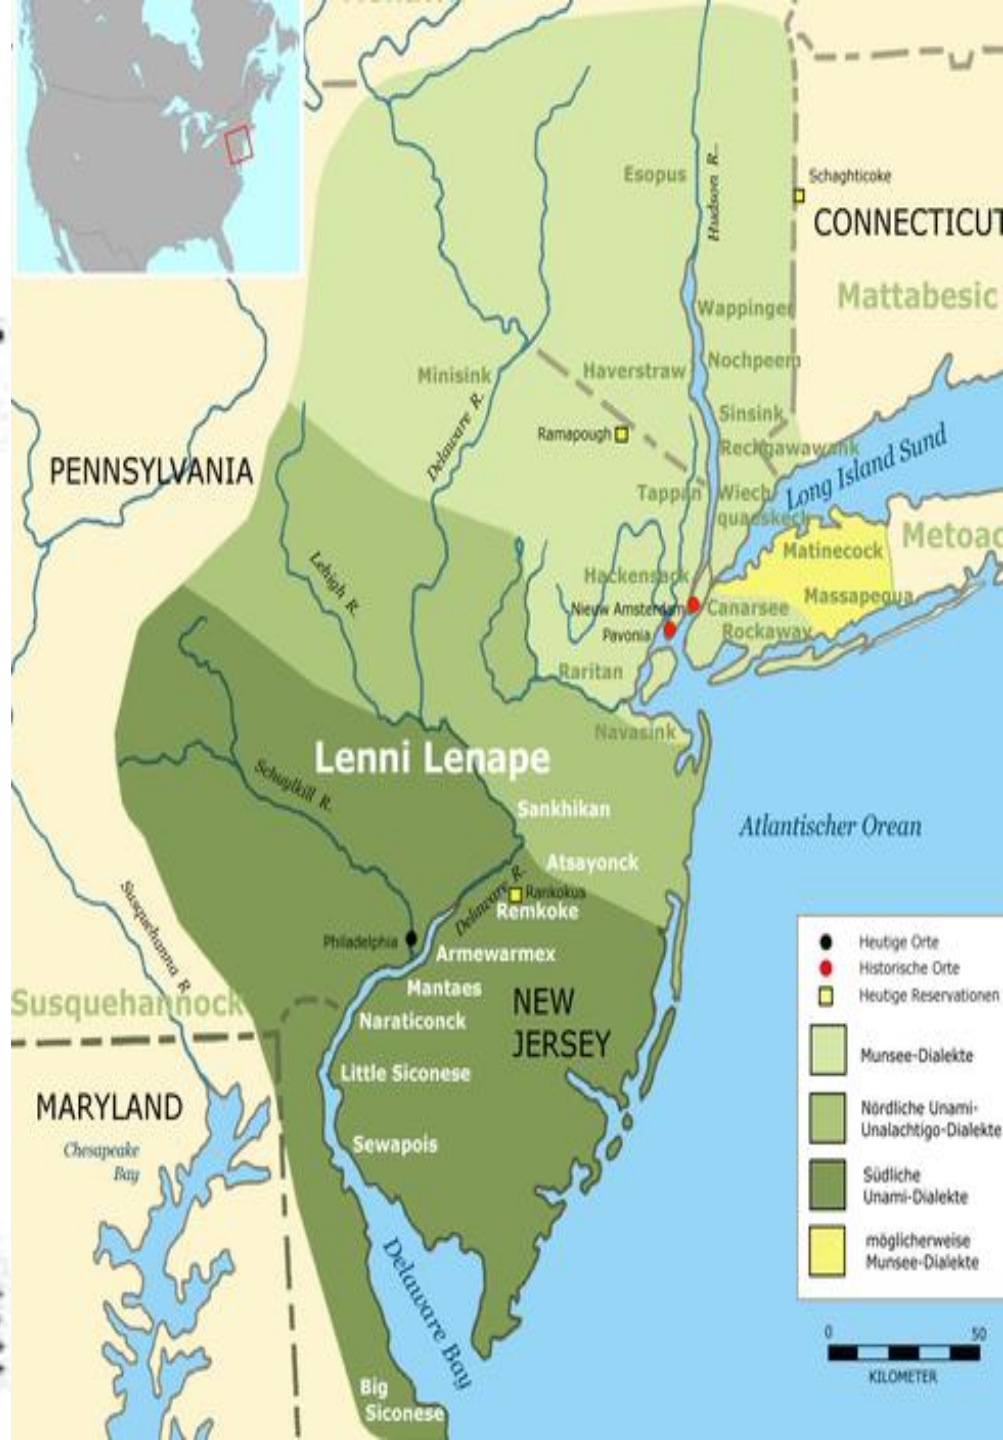 Esopus
Hudson R...
Schaghticoke
CONNECTICUT
Mattabesic
Wappinger
Nochpeem
Haverstraw
Minisink
Delaware R.
Sinsink
Ramapough
Rechgawawank
PENNSYLVANIA
Long Island Sund
Tappan
Wiech
quaeskeck
Metoac
Matinecock
Lehigh R.
Hackensack
Massapequa
Nieuw Amsterdam
Canarsee
Pavonia
Rockaway
Raritan
Navasink
Lenni Lenape
Schuylkill R.
Sankhikan
Atlantischer Orean
Atsayonck
Delaware R.
Rankokus
Remkoke
Susquehanna R
Philadelphia
Armewarmex
Mantaes
Susquehannock
NEW
JERSEY
Naraticonck
Little Siconese
MARYLAND
Chesapeake
Bay
Sewapois
Delaware Bay
Big
Siconese
Heutige Orte
Historische Orte
Heutige Reservationen
Munsee-Dialekte
Nördliche Unami-
Unalachtigo-Dialekte
Südliche
Unami-Dialekte
möglicherweise
Munsee-Dialekte
0 50
KILOMETER